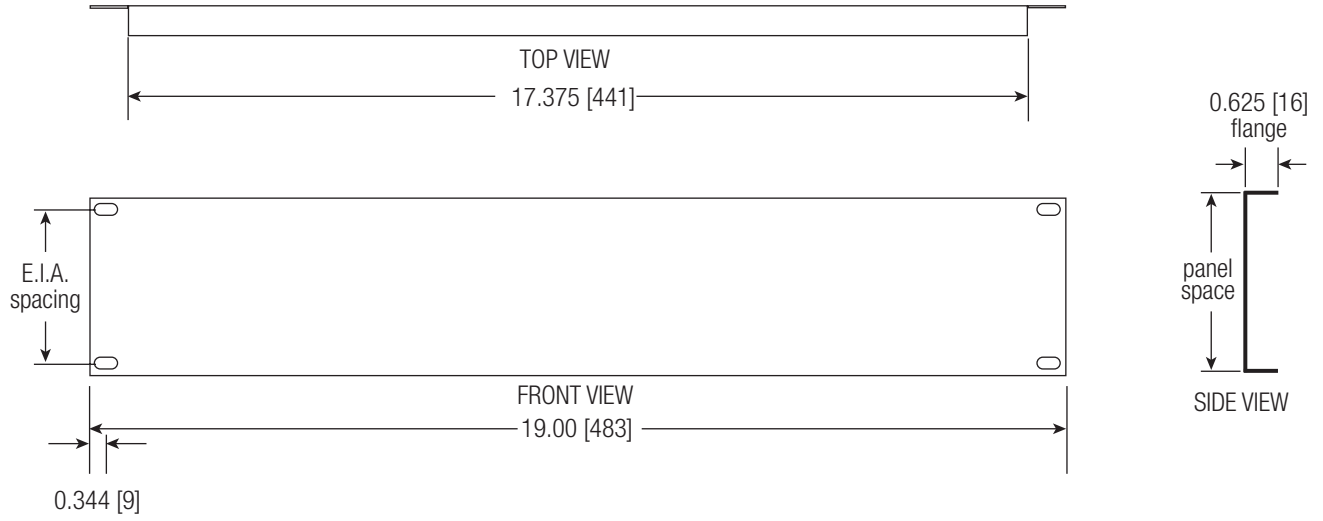 TOP VIEW
17.375 [441]
0.625 [16]
flange
E.I.A.
spacing
panel
space
FRONT VIEW
19.00 [483]
SIDE VIEW
0.344 [9]